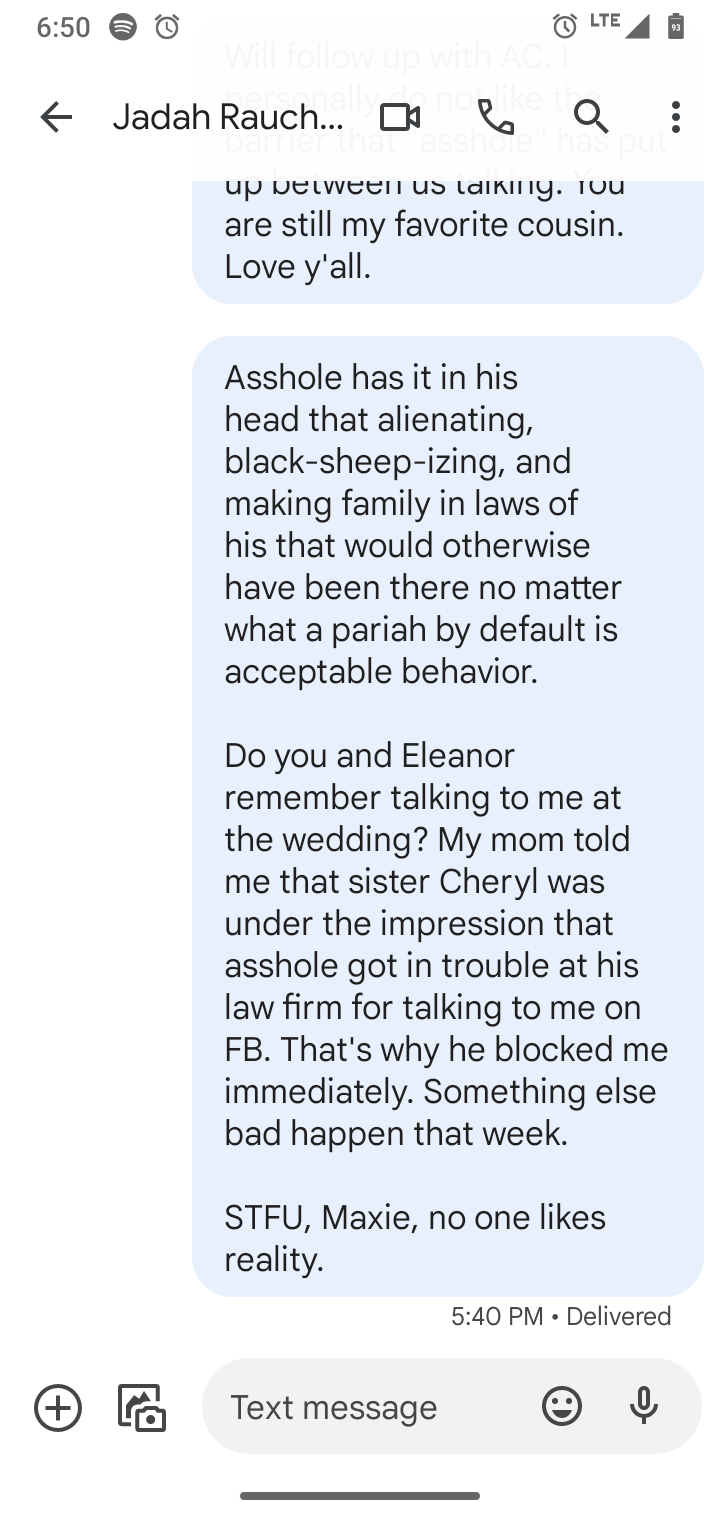 6:50
LTE
93
Will follow up with AC. I
personally do not like the
Jadah Rauch...
barrier that "asshole" has put
up between us talking. You
are still my favorite cousin.
Love y'all.
Asshole has it in his
head that alienating,
black-sheep-izing, and
making family in laws of
his that would otherwise
have been there no matter
what a pariah by default is
acceptable behavior.
Do you and Eleanor
remember talking to me at
the wedding? My mom told
me that sister Cheryl was
under the impression that
asshole got in trouble at his
law firm for talking to me on
FB. That's why he blocked me
immediately. Something else
bad happen that week.
STFU, Maxie, no one likes
reality.
5:40 PM • Delivered
Text message